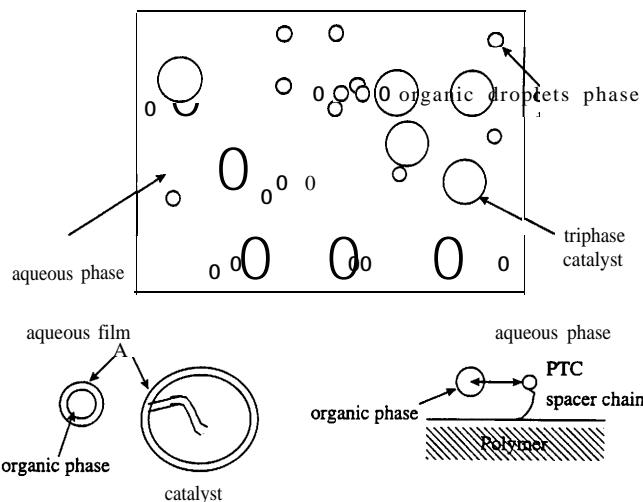 organic droplets phase
aqueous phase
triphase
catalyst
aqueous film
A
organic phase
catalyst
aqueous phase
PTC
spacer chain
organic phase
Polymer